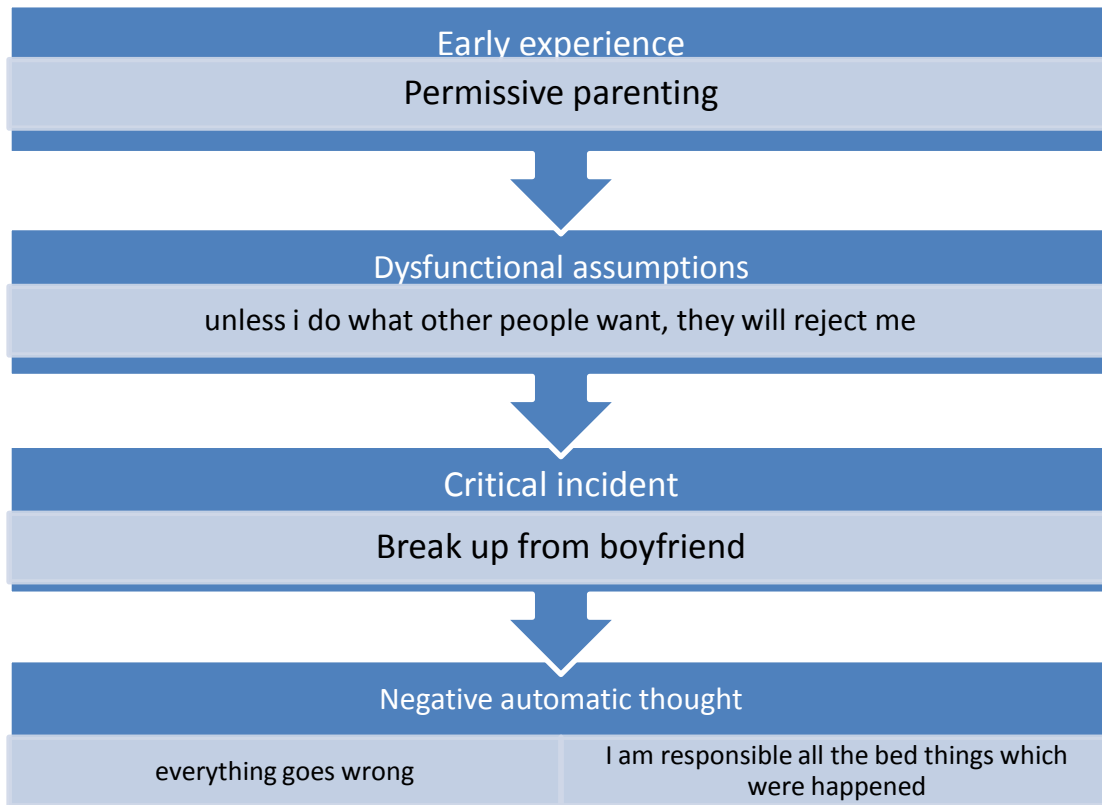 Early experience
Permissive parenting
Dysfunctional assumptions
unless i do what other people want, they will reject me
Critical incident
Break up from boyfriend
Negative automatic thought
everything goes wrong
I am responsible all the bed things which
were happened